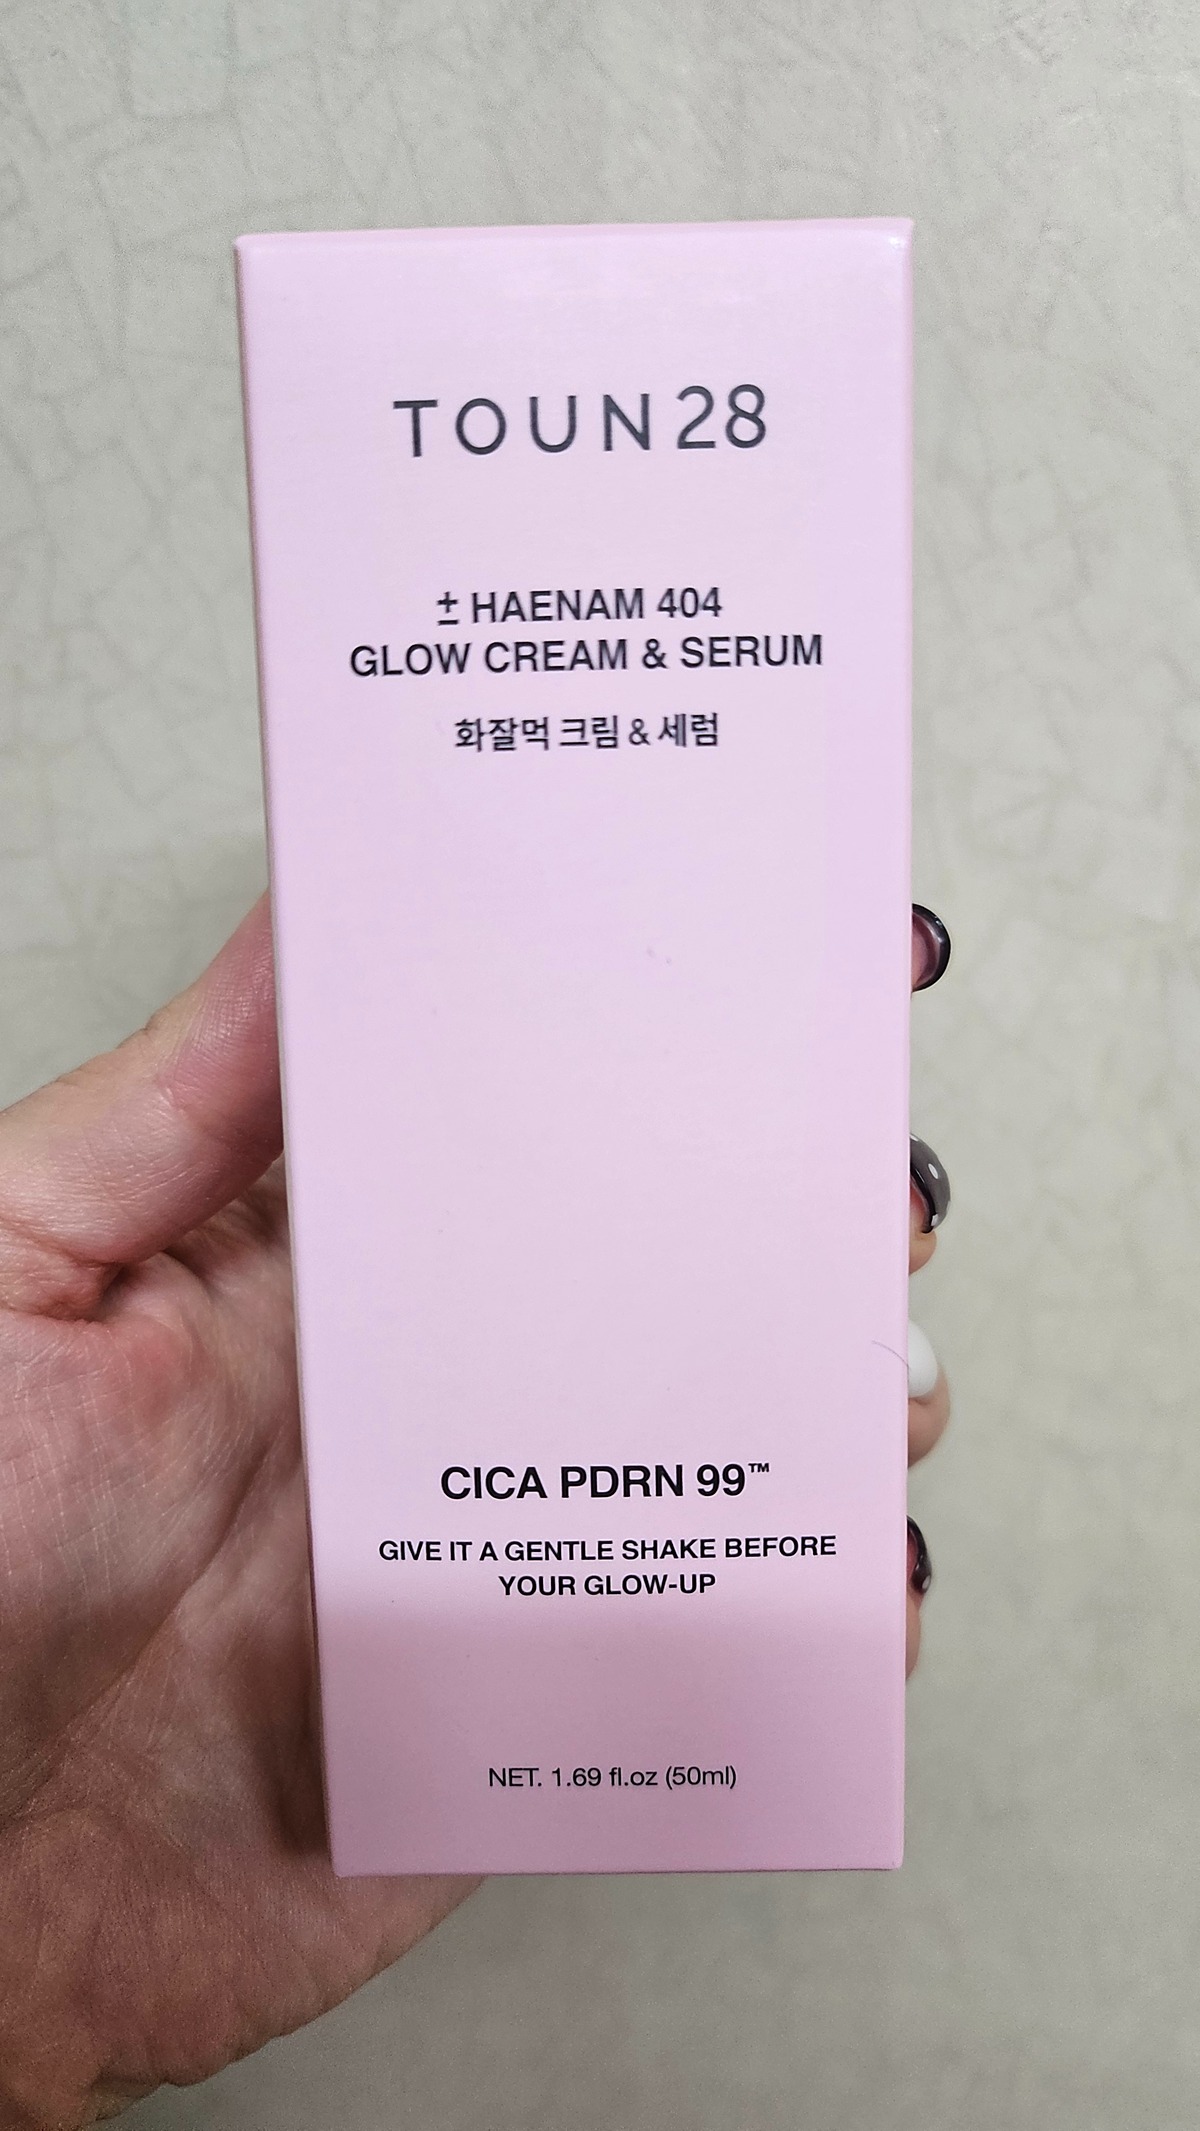 TOUN28
± HAENAM 404
GLOW CREAM & SERUM
화잘먹 크림 & 세럼
CICA PDRN 99™
GIVE IT A GENTLE SHAKE BEFORE
YOUR GLOW-UP
NET. 1.69 fl.oz (50ml)